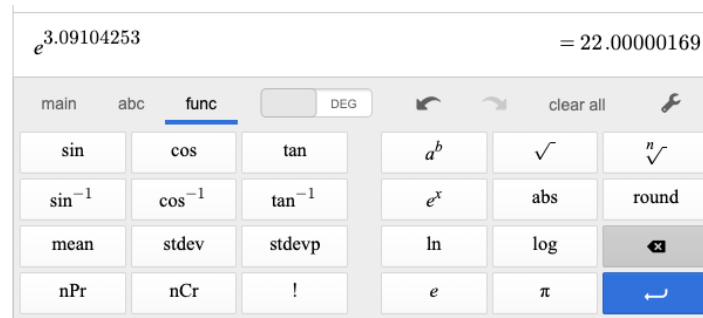 e^3.09104253 = 22.00000169
main abc func DEG clear all
sin cos tan a^b √ ⁿ√
sin⁻¹ cos⁻¹ tan⁻¹ e^x abs round
mean stdev stdevp ln log
nPr nCr ! e π